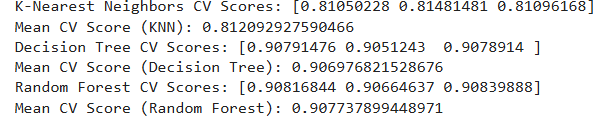 K-Nearest Neighbors CV Scores: [0.81050228 0.81481481 0.81096168]
Mean CV Score (KNN): 0.812092927590466
Decision Tree CV Scores: [0.90791476 0.9051243  0.9078914 ]
Mean CV Score (Decision Tree): 0.906976821528676
Random Forest CV Scores: [0.90816844 0.90664637 0.90839888]
Mean CV Score (Random Forest): 0.907737899448971